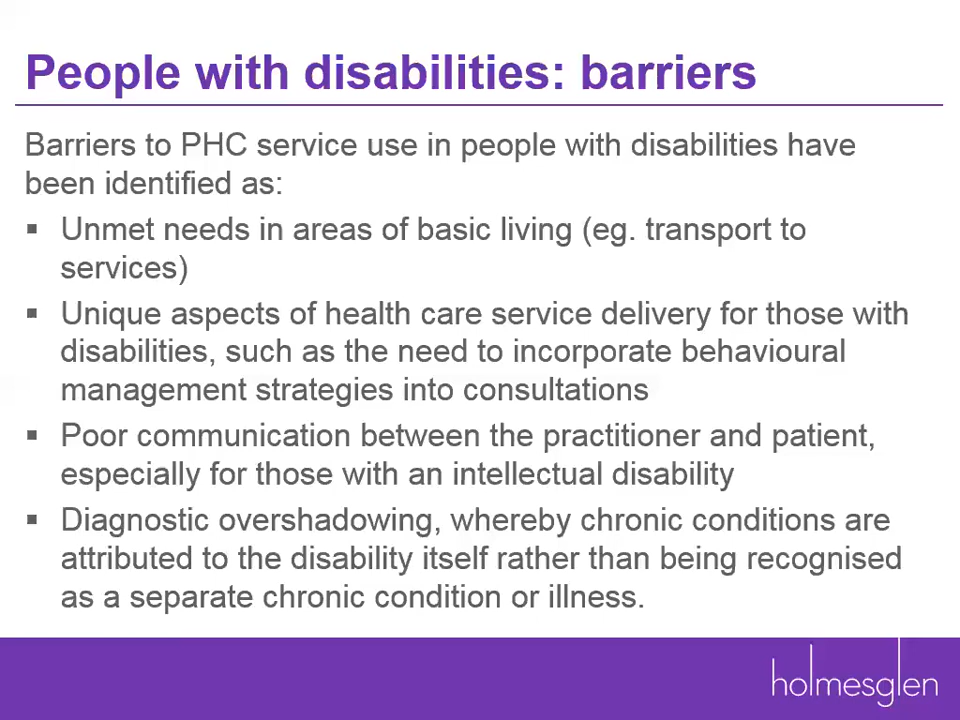 People with disabilities: barriers
Barriers to PHC service use in people with disabilities have
been identified as:
▪ Unmet needs in areas of basic living (eg. transport to
services)
▪ Unique aspects of health care service delivery for those with
disabilities, such as the need to incorporate behavioural
management strategies into consultations
▪ Poor communication between the practitioner and patient,
especially for those with an intellectual disability
▪ Diagnostic overshadowing, whereby chronic conditions are
attributed to the disability itself rather than being recognised
as a separate chronic condition or illness.
holmesglen